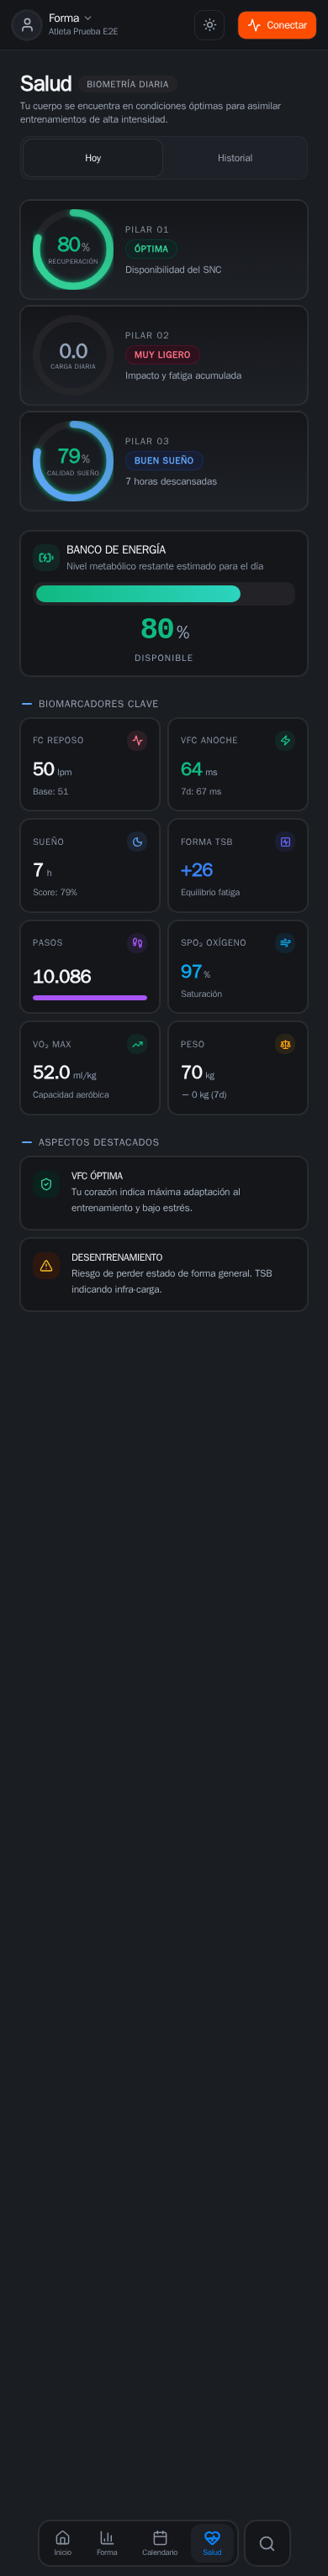 Forma
Atleta Prueba E2E
Conectar
Salud
BIOMETRÍA DIARIA
Tu cuerpo se encuentra en condiciones óptimas para asimilar
entrenamientos de alta intensidad.
Hoy
Historial
80%
RECUPERACIÓN
PILAR 01
ÓPTIMA
Disponibilidad del SNC
0.0
CARGA DIARIA
PILAR 02
MUY LIGERO
Impacto y fatiga acumulada
79%
CALIDAD SUEÑO
PILAR 03
BUEN SUEÑO
7 horas descansadas
BANCO DE ENERGÍA
Nivel metabólico restante estimado para el día
80%
DISPONIBLE
BIOMARCADORES CLAVE
FC REPOSO
50 lpm
Base: 51
VFC ANOCHE
64 ms
7d: 67 ms
SUEÑO
7 h
Score: 79%
FORMA TSB
+26
Equilibrio fatiga
PASOS
10.086
SPO₂ OXÍGENO
97%
Saturación
VO₂ MAX
52.0 ml/kg
Capacidad aeróbica
PESO
70 kg
— 0 kg (7d)
ASPECTOS DESTACADOS
VFC ÓPTIMA
Tu corazón indica máxima adaptación al
entrenamiento y bajo estrés.
DESENTRENAMIENTO
Riesgo de perder estado de forma general. TSB
indicando infra-carga.
Inicio
Forma
Calendario
Salud